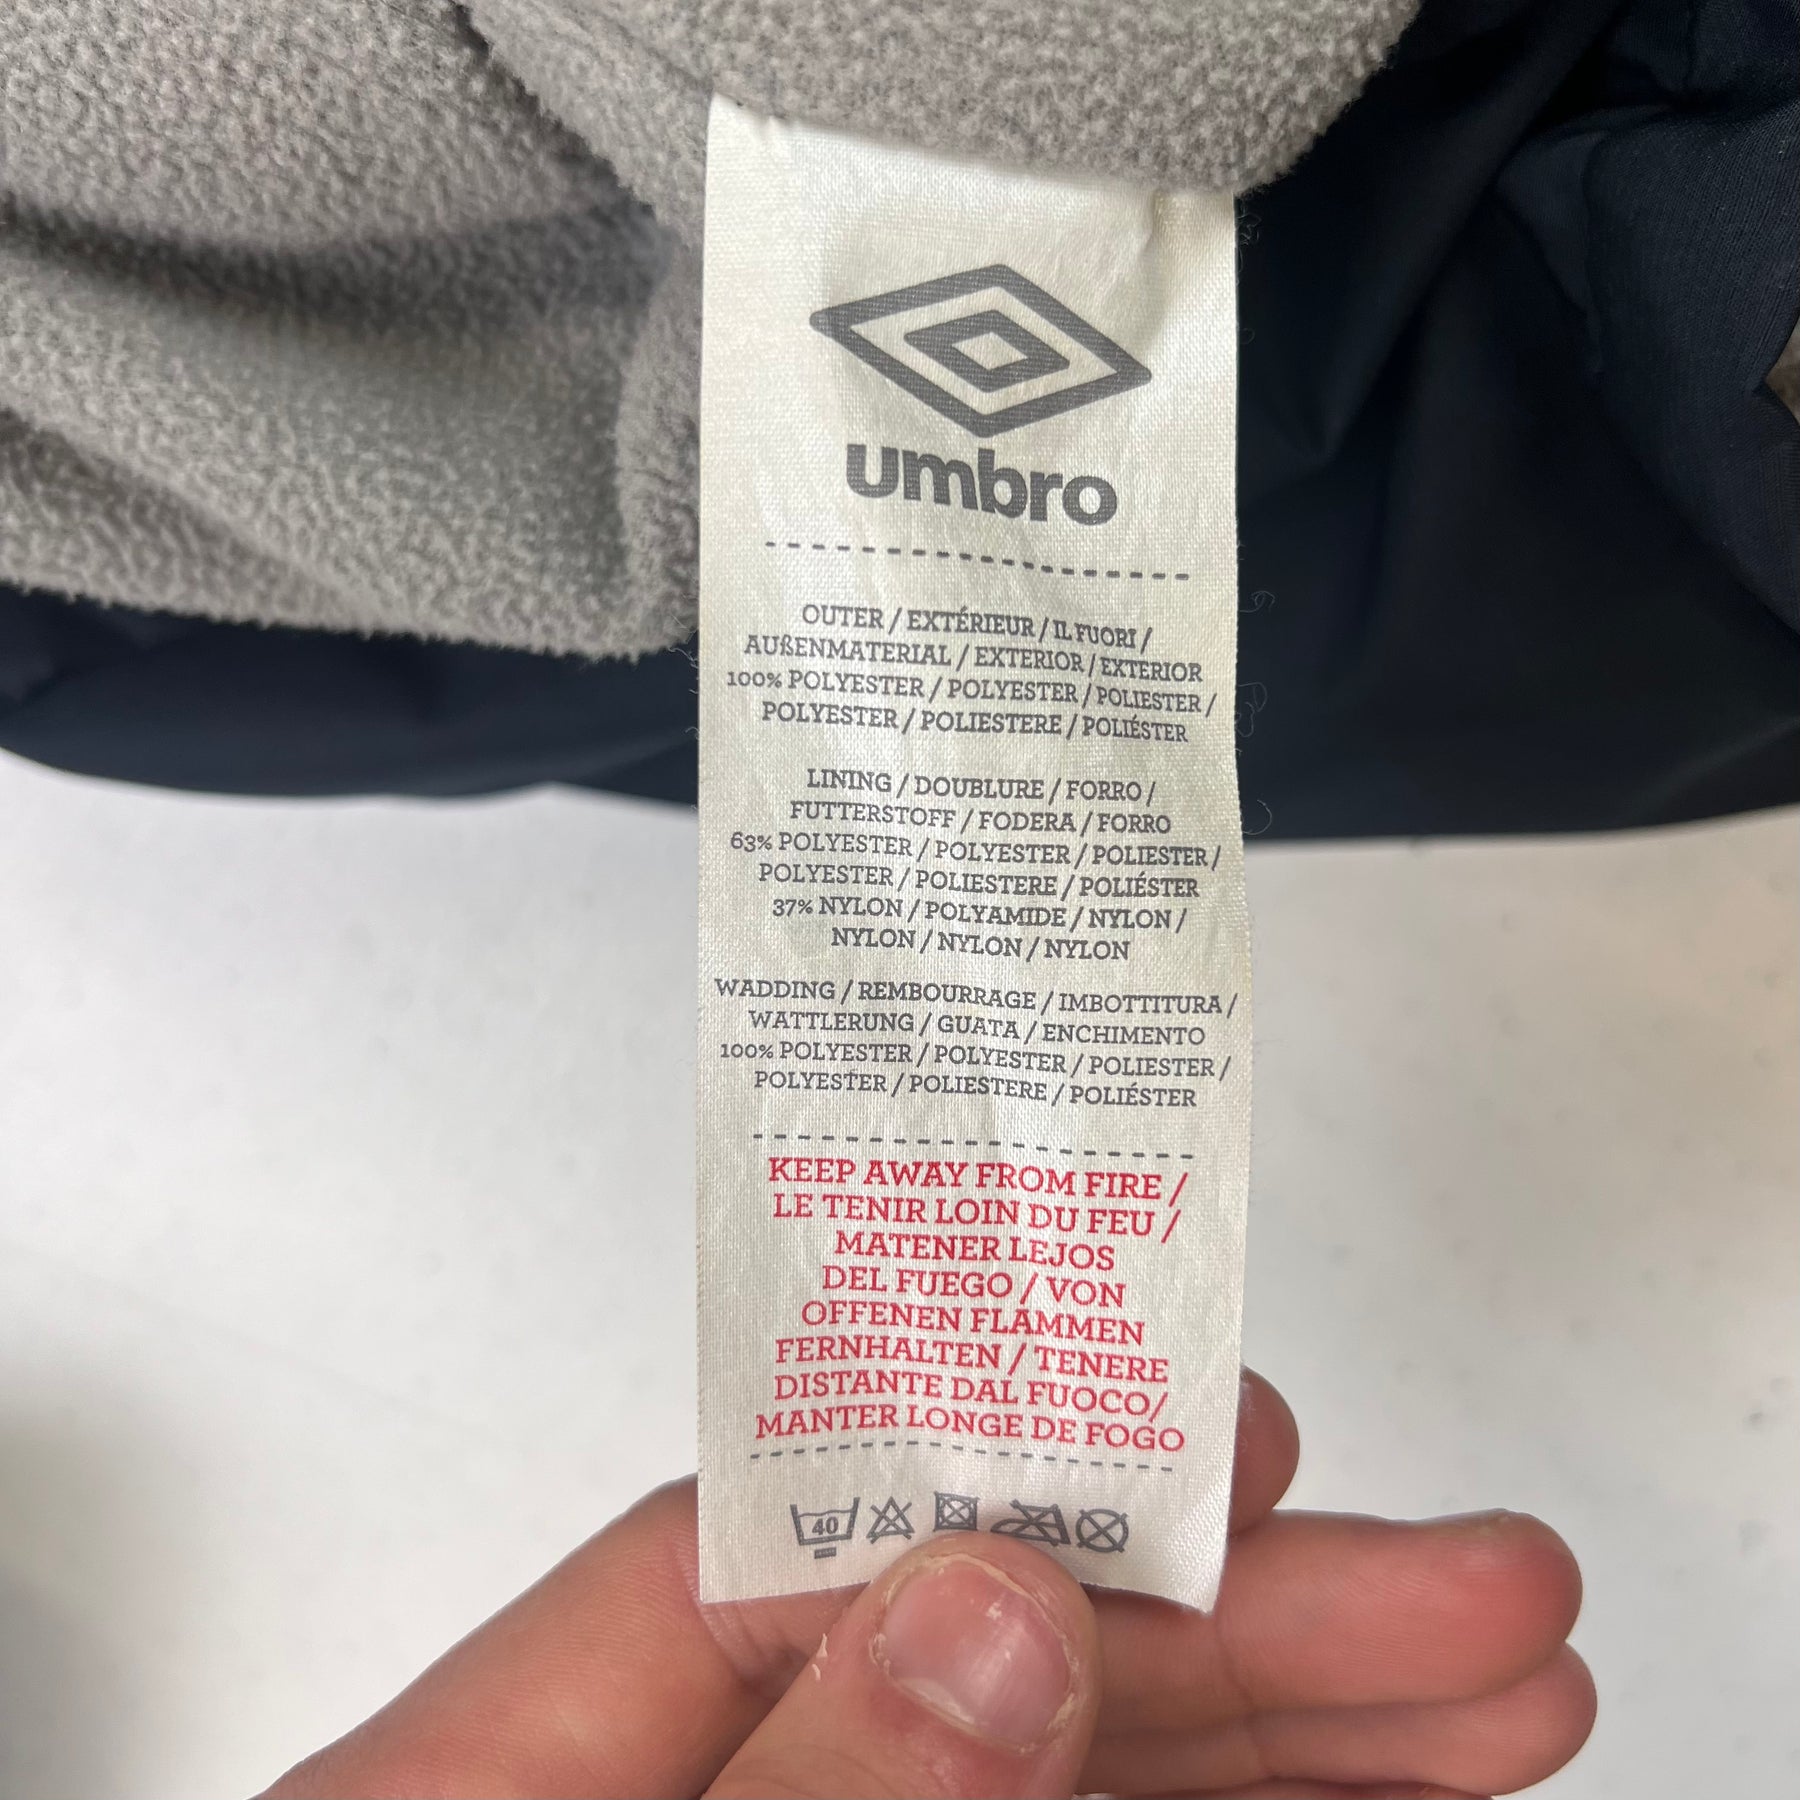 umbro
OUTER / EXTÉRIEUR / IL FUORI /
AUßENMATERIAL / EXTERIOR / EXTERIOR
100% POLYESTER / POLYESTER / POLIESTER /
POLYESTER / POLIESTERE / POLIÉSTER
LINING / DOUBLURE / FORRO /
FUTTERSTOFF / FODERA / FORRO
63% POLYESTER / POLYESTER / POLIESTER /
POLYESTER / POLIESTERE / POLIÉSTER
37% NYLON / POLYAMIDE / NYLON /
NYLON / NYLON / NYLON
WADDING / REMBOURRAGE / IMBOTTITURA /
WATTLERUNG / GUATA / ENCHIMENTO
100% POLYESTER / POLYESTER / POLIESTER /
POLYESTER / POLIESTERE / POLIÉSTER
KEEP AWAY FROM FIRE /
LE TENIR LOIN DU FEU /
MATENER LEJOS
DEL FUEGO / VON
OFFENEN FLAMMEN
FERNHALTEN / TENERE
DISTANTE DAL FUOCO/
MANTER LONGE DE FOGO
40